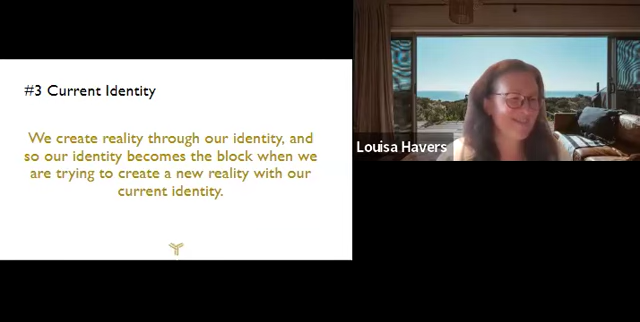 #3 Current Identity
We create reality through our identity, and
so our identity becomes the block when we
are trying to create a new reality with our
current identity.
Louisa Havers